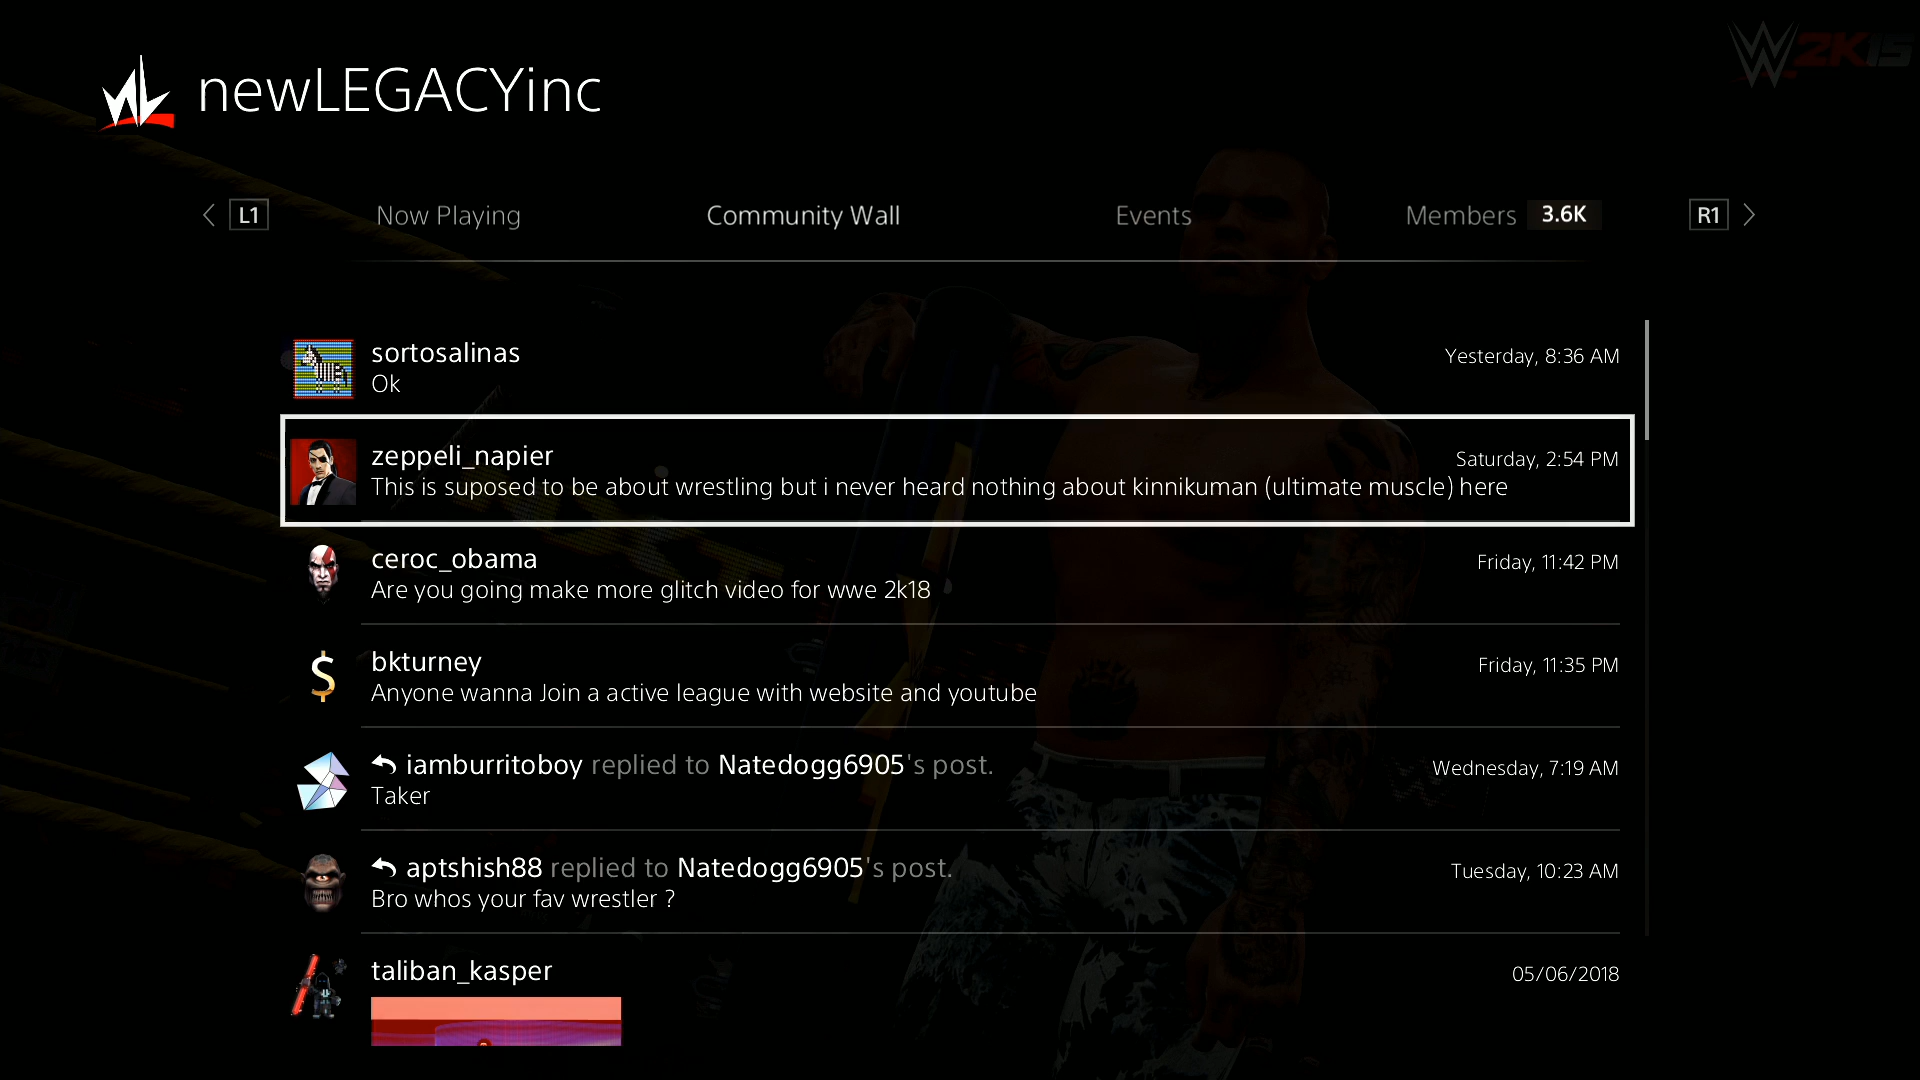 W 2K15
NL newLEGACYinc
L1 Now Playing Community Wall Events Members 3.6K R1
sortosalinas Yesterday, 8:36 AM
Ok
zeppeli_napier Saturday, 2:54 PM
This is suposed to be about wrestling but i never heard nothing about kinnikuman (ultimate muscle) here
ceroc_obama Friday, 11:42 PM
Are you going make more glitch video for wwe 2k18
$ bkturney Friday, 11:35 PM
Anyone wanna Join a active league with website and youtube
iamburritoboy replied to Natedogg6905's post. Wednesday, 7:19 AM
Taker
aptshish88 replied to Natedogg6905's post. Tuesday, 10:23 AM
Bro whos your fav wrestler ?
taliban_kasper 05/06/2018